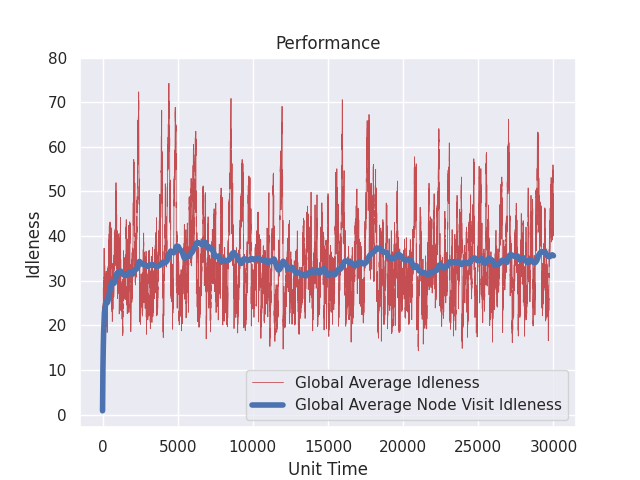 Performance
80
70
60
50
40
30
20
10
0
Idleness
Global Average Idleness
Global Average Node Visit Idleness
0 5000 10000 15000 20000 25000 30000
Unit Time